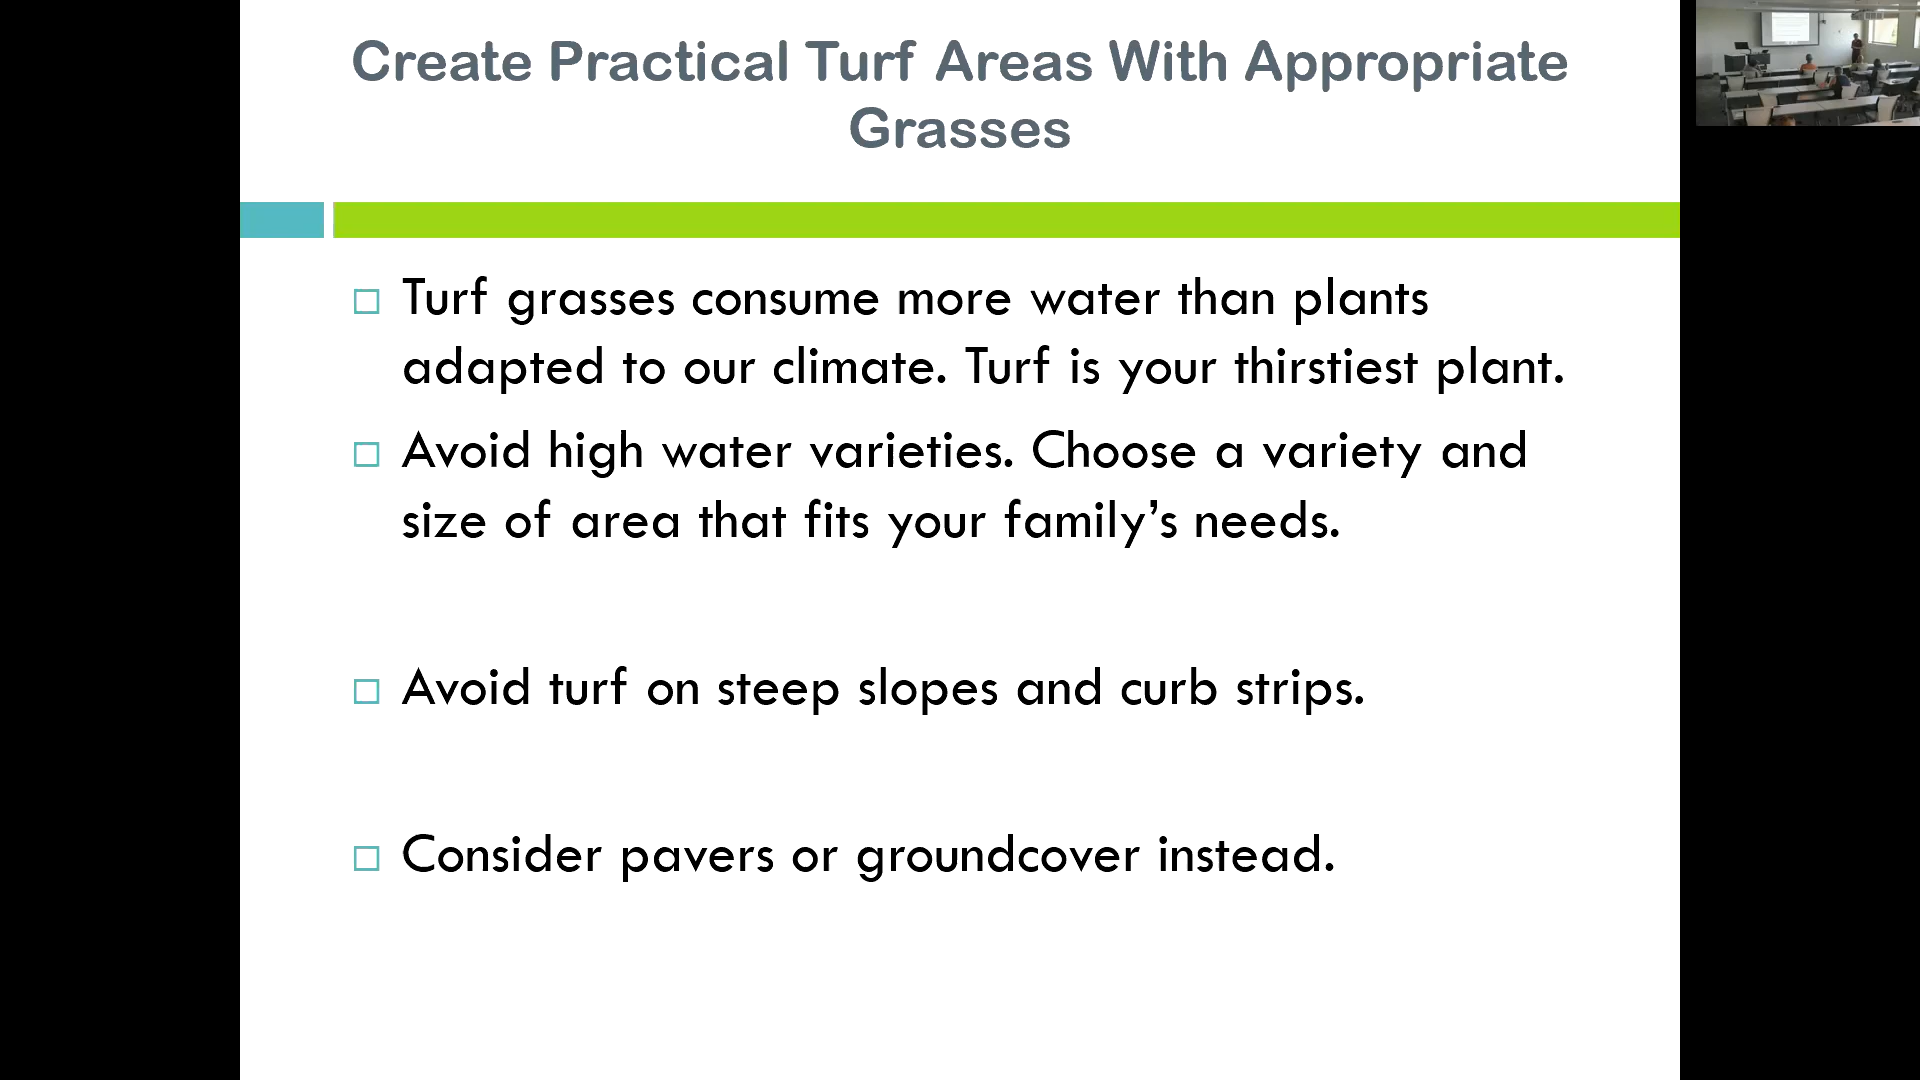 Create Practical Turf Areas With Appropriate
Grasses
Turf grasses consume more water than plants
adapted to our climate. Turf is your thirstiest plant.
Avoid high water varieties. Choose a variety and
size of area that fits your family’s needs.
Avoid turf on steep slopes and curb strips.
Consider pavers or groundcover instead.